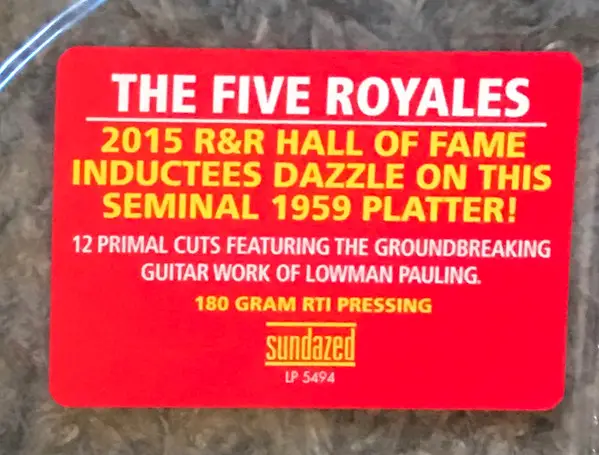 THE FIVE ROYALES
2015 R&R HALL OF FAME
INDUCTEES DAZZLE ON THIS
SEMINAL 1959 PLATTER!
12 PRIMAL CUTS FEATURING THE GROUNDBREAKING
GUITAR WORK OF LOWMAN PAULING.
180 GRAM RTI PRESSING
sundazed
LP 5494